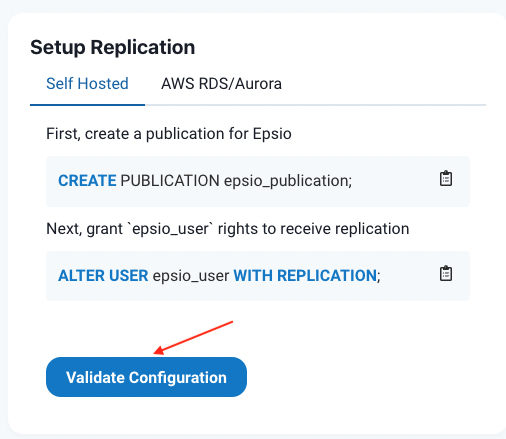 Setup Replication
Self Hosted AWS RDS/Aurora
First, create a publication for Epsio
CREATE PUBLICATION epsio_publication;
Next, grant `epsio_user` rights to receive replication
ALTER USER epsio_user WITH REPLICATION;
Validate Configuration